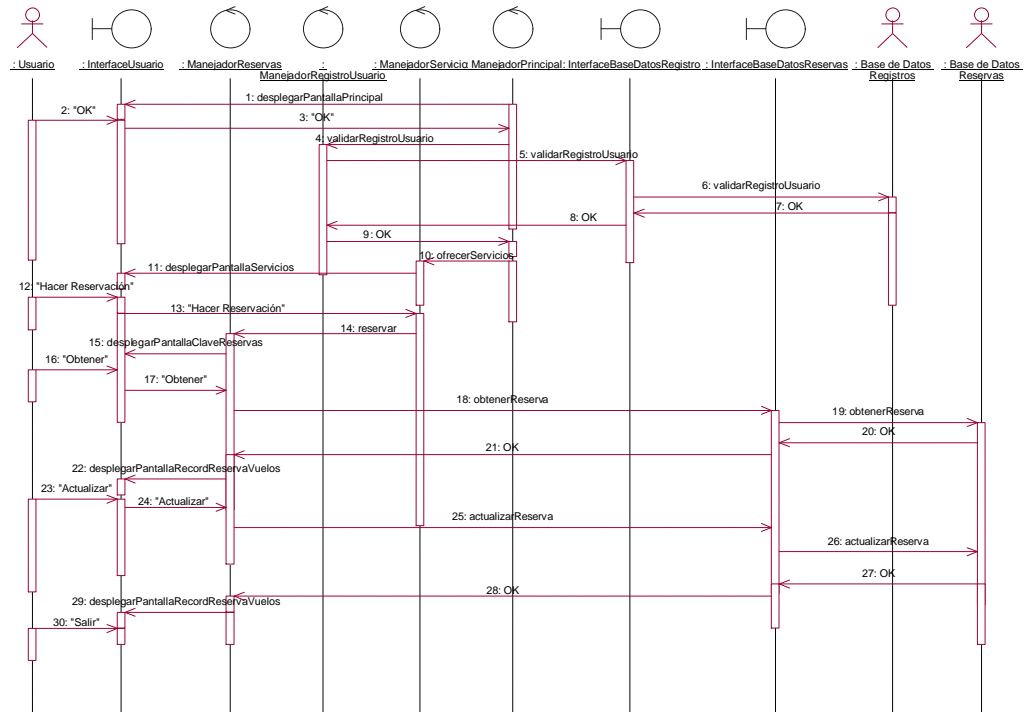 : Usuario
: InterfaceUsuario
: ManejadorReservas
:
ManejadorRegistroUsuario
: ManejadorServicio
: ManejadorPrincipal
: InterfaceBaseDatosRegistro
: InterfaceBaseDatosReservas
: Base de Datos
Registros
: Base de Datos
Reservas
1: desplegarPantallaPrincipal
2: "OK"
3: "OK"
4: validarRegistroUsuario
5: validarRegistroUsuario
6: validarRegistroUsuario
7: OK
8: OK
9: OK
10: ofrecerServicios
11: desplegarPantallaServicios
12: "Hacer Reservación"
13: "Hacer Reservación"
14: reservar
15: desplegarPantallaClaveReservas
16: "Obtener"
17: "Obtener"
18: obtenerReserva
19: obtenerReserva
20: OK
21: OK
22: desplegarPantallaRecordReservaVuelos
23: "Actualizar"
24: "Actualizar"
25: actualizarReserva
26: actualizarReserva
27: OK
28: OK
29: desplegarPantallaRecordReservaVuelos
30: "Salir"